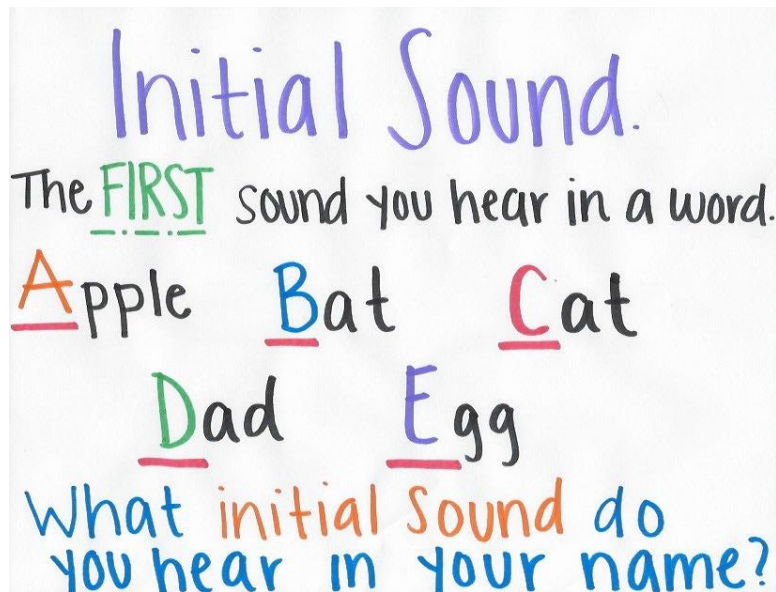 Initial Sound.
The FIRST sound you hear in a word.
Apple Bat Cat
Dad Egg
What initial sound do
you hear in your name?